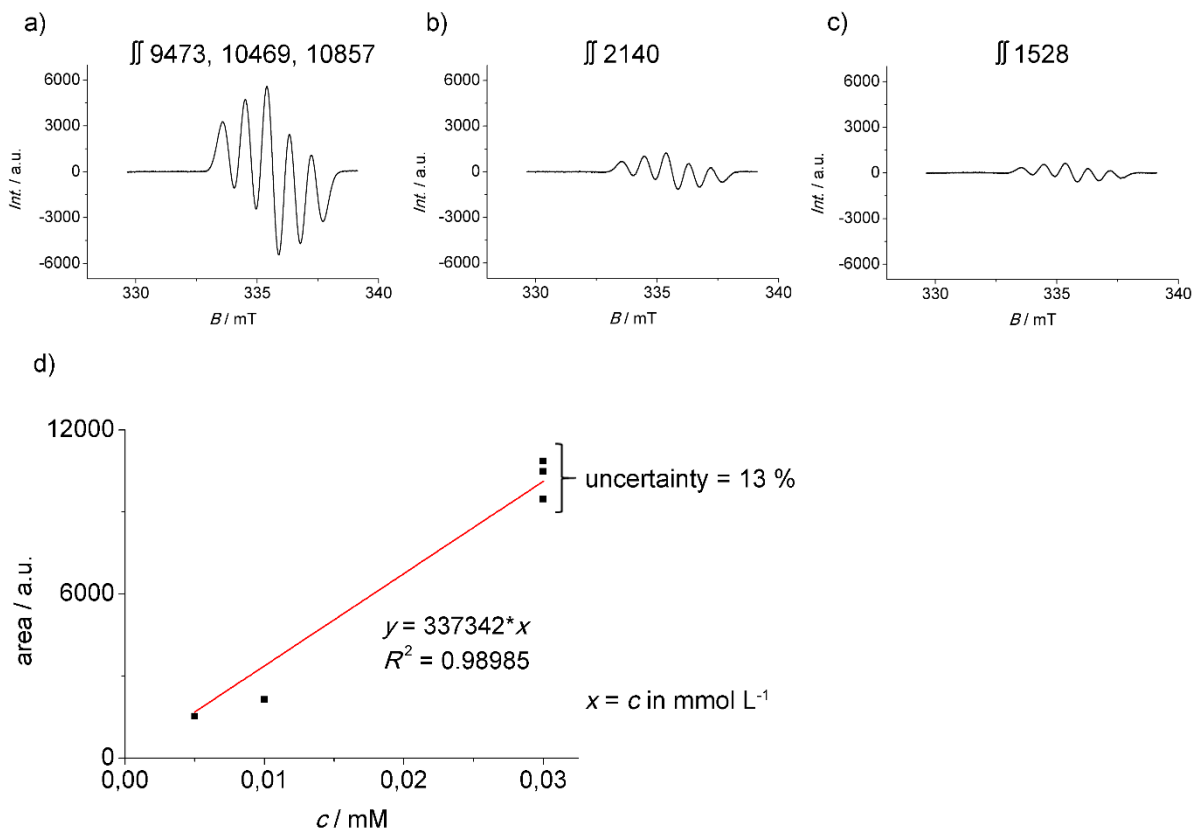 a)
∬ 9473, 10469, 10857
6000
3000
0
-3000
-6000
Int. / a.u.
330
335
340
B / mT
b)
∬ 2140
6000
3000
0
-3000
-6000
Int. / a.u.
330
335
340
B / mT
c)
∬ 1528
6000
3000
0
-3000
-6000
Int. / a.u.
330
335
340
B / mT
d)
12000
6000
0
area / a.u.
uncertainty = 13 %
y = 337342*x
R² = 0.98985
x = c in mmol L⁻¹
0,00
0,01
0,02
0,03
c / mM